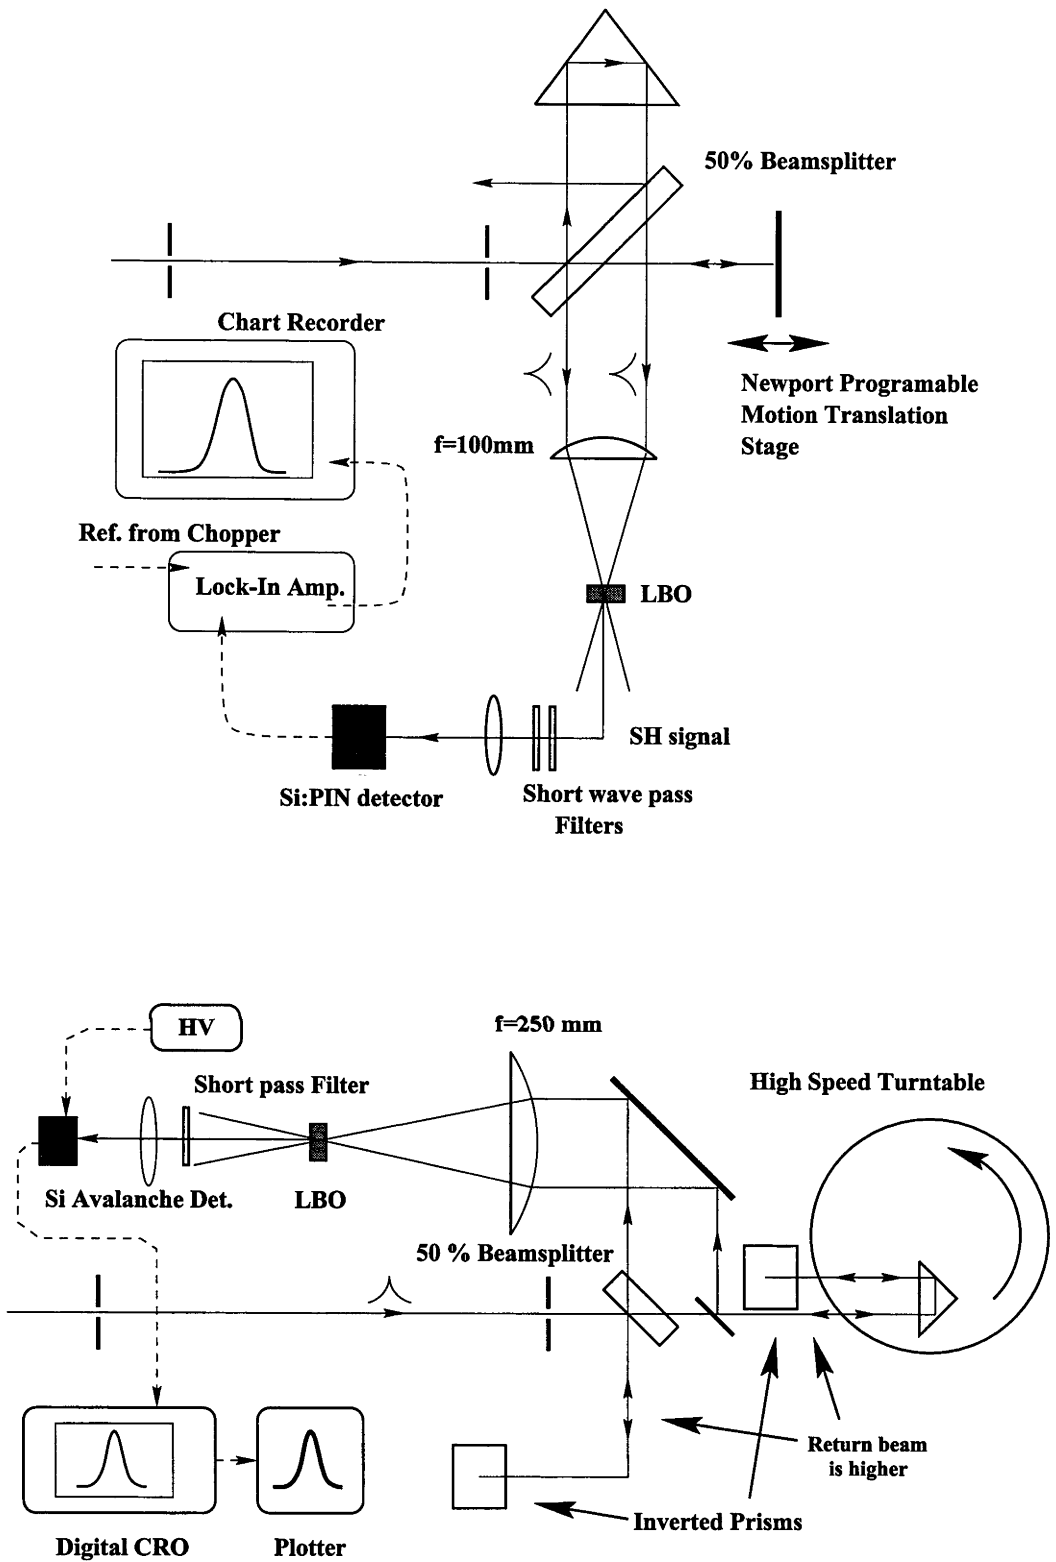 50% Beamsplitter
Chart Recorder
Newport Programable
Motion Translation
Stage
f=100mm
Ref. from Chopper
Lock-In Amp.
LBO
SH signal
Si:PIN detector
Short wave pass
Filters
HV
f=250 mm
Short pass Filter
High Speed Turntable
Si Avalanche Det.
LBO
50 % Beamsplitter
Return beam
is higher
Inverted Prisms
Digital CRO
Plotter